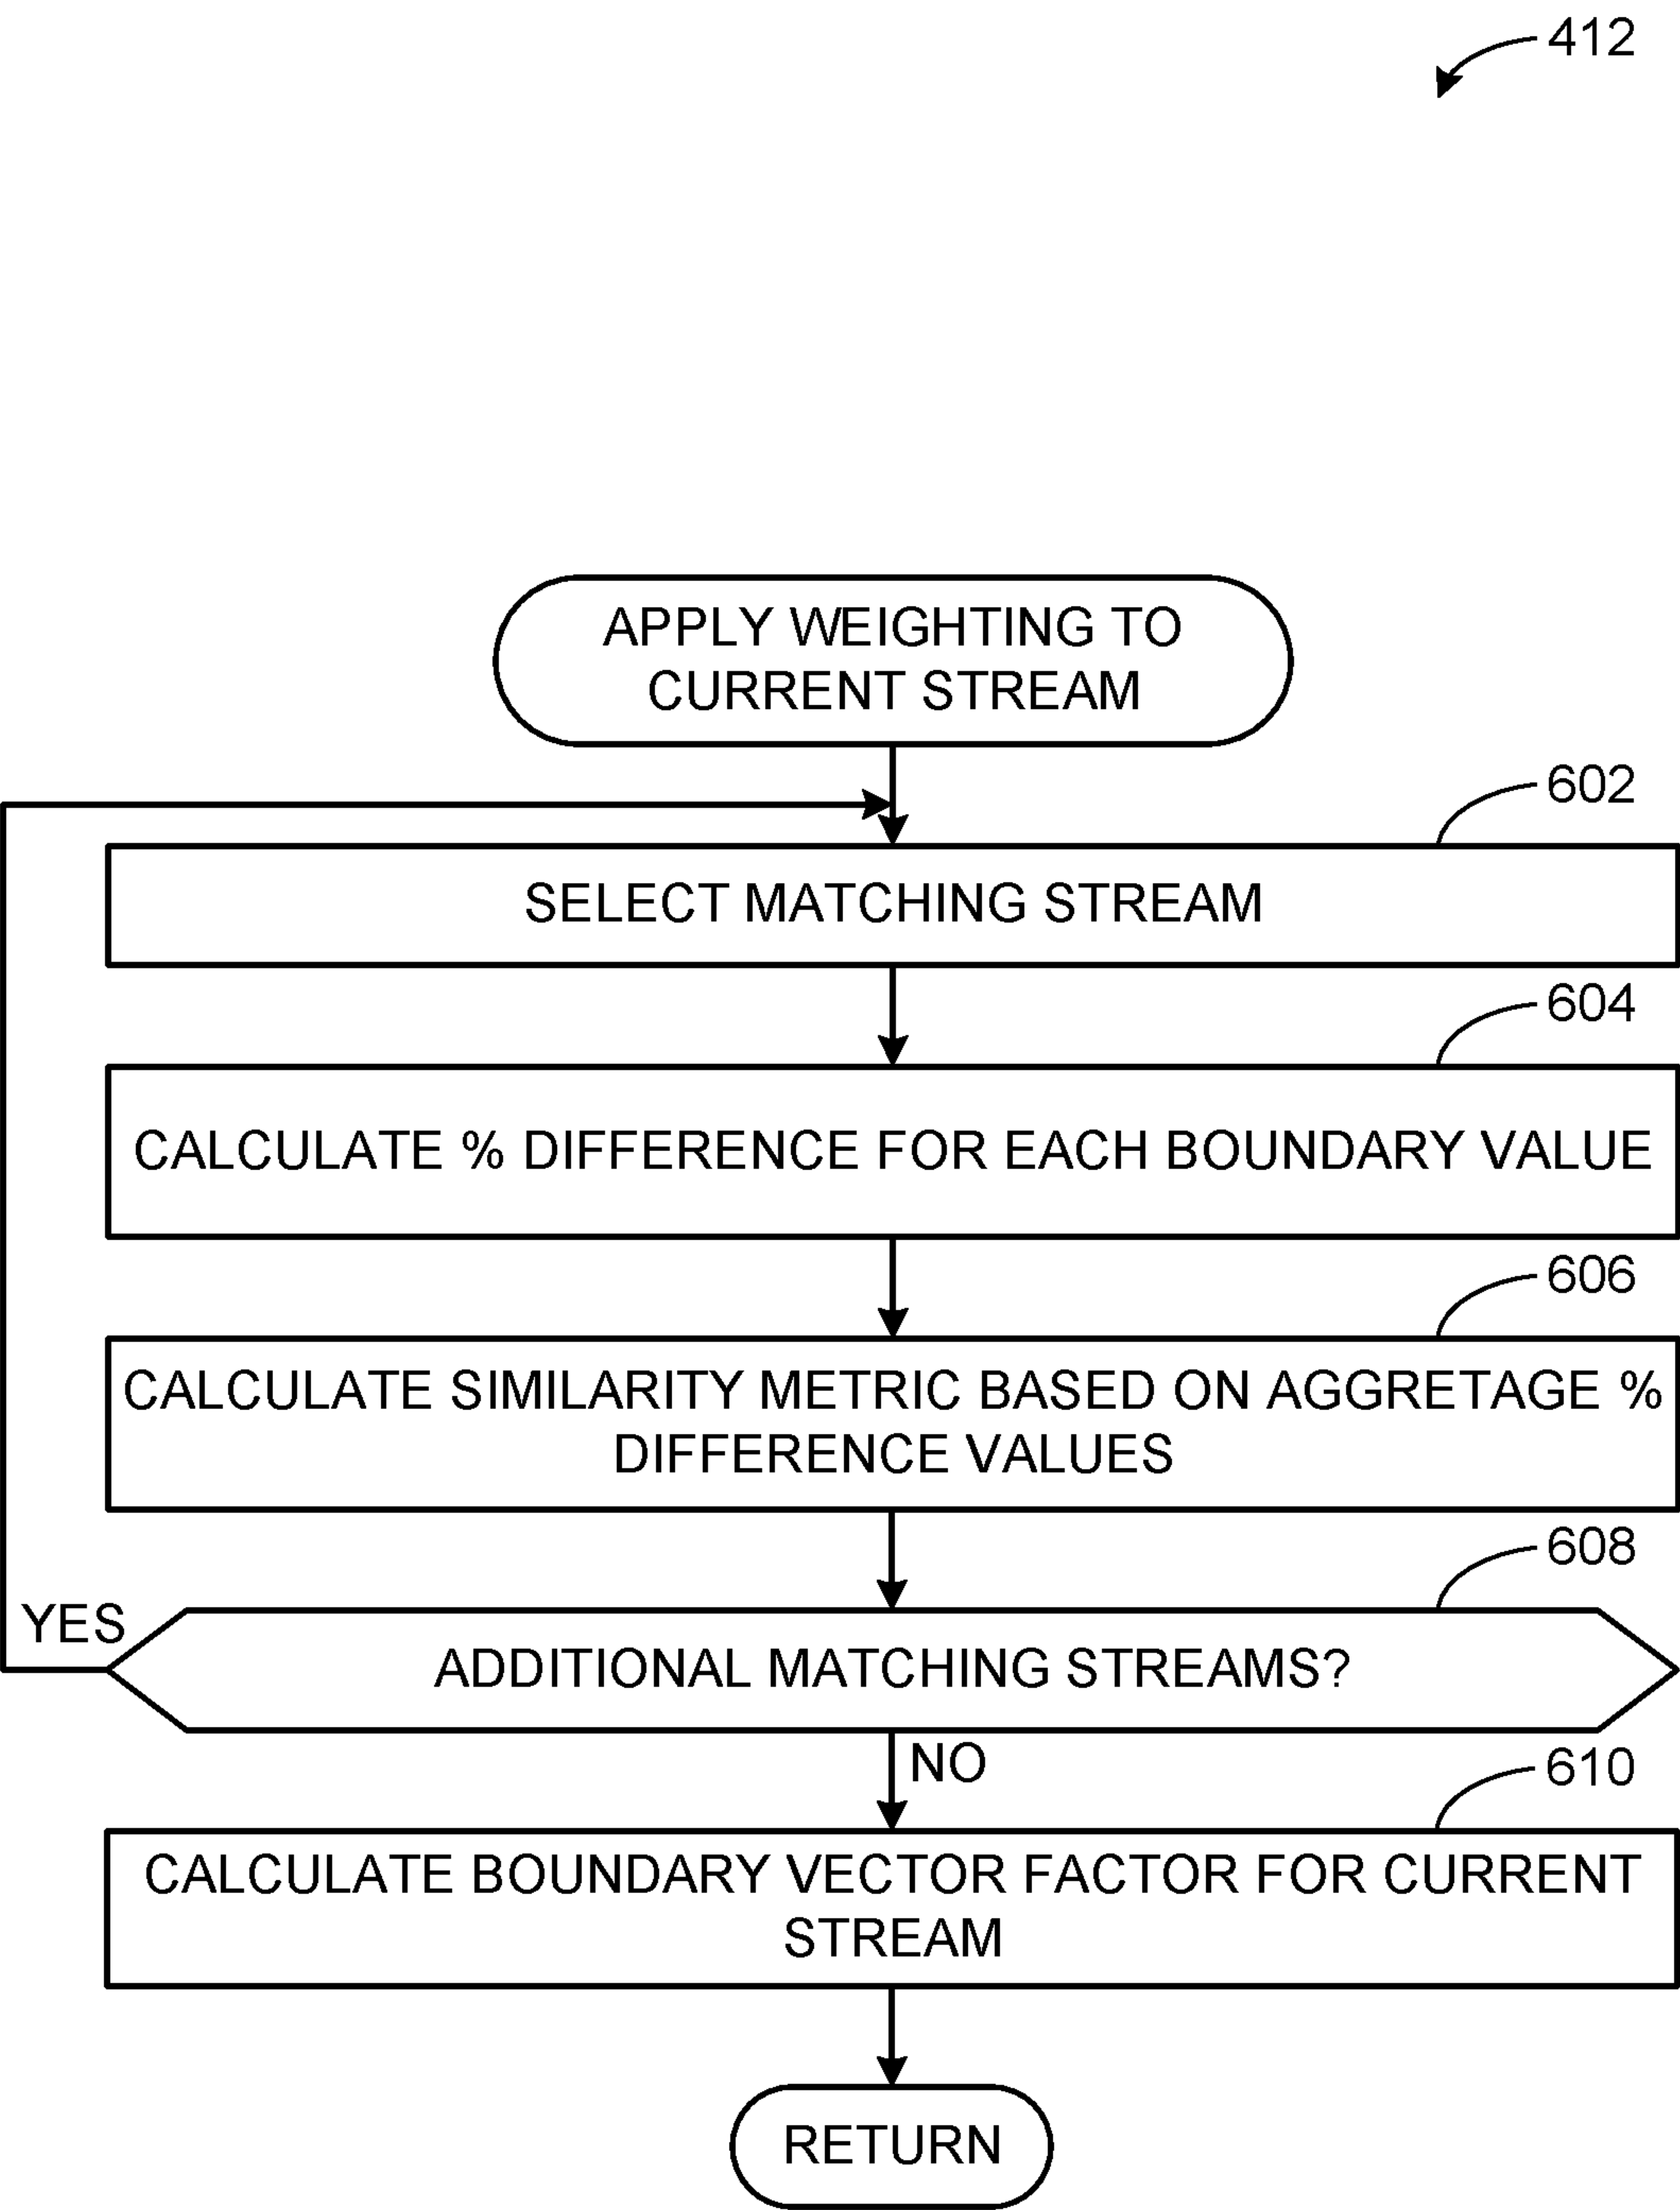 412
APPLY WEIGHTING TO
CURRENT STREAM
602
SELECT MATCHING STREAM
604
CALCULATE % DIFFERENCE FOR EACH BOUNDARY VALUE
606
CALCULATE SIMILARITY METRIC BASED ON AGGRETAGE %
DIFFERENCE VALUES
608
YES
ADDITIONAL MATCHING STREAMS?
NO
610
CALCULATE BOUNDARY VECTOR FACTOR FOR CURRENT
STREAM
RETURN